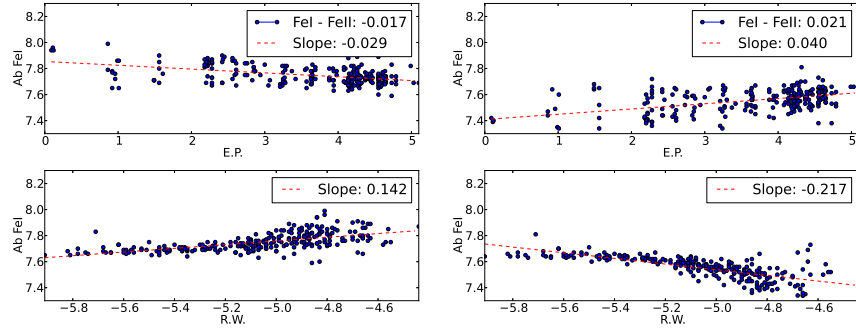 FeI - FeII: -0.017
Slope: -0.029
Ab FeI
8.2
8.0
7.8
7.6
7.4
0 1 2 3 4 5
E.P.
FeI - FeII: 0.021
Slope: 0.040
Ab FeI
8.2
8.0
7.8
7.6
7.4
0 1 2 3 4 5
E.P.
Slope: 0.142
Ab FeI
8.2
8.0
7.8
7.6
7.4
−5.8 −5.6 −5.4 −5.2 −5.0 −4.8 −4.6
R.W.
Slope: -0.217
Ab FeI
8.2
8.0
7.8
7.6
7.4
−5.8 −5.6 −5.4 −5.2 −5.0 −4.8 −4.6
R.W.